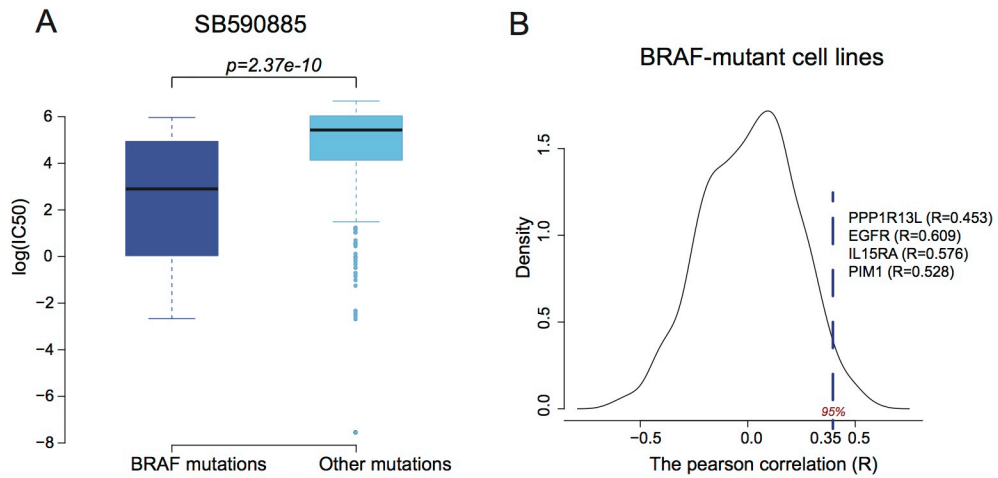 A
SB590885
p=2.37e-10
log(IC50)
6
4
2
0
−2
−4
−6
−8
BRAF mutations
Other mutations
B
BRAF-mutant cell lines
Density
1.5
1.0
0.5
0.0
PPP1R13L (R=0.453)
EGFR (R=0.609)
IL15RA (R=0.576)
PIM1 (R=0.528)
95%
−0.5
0.0
0.35
0.5
The pearson correlation (R)